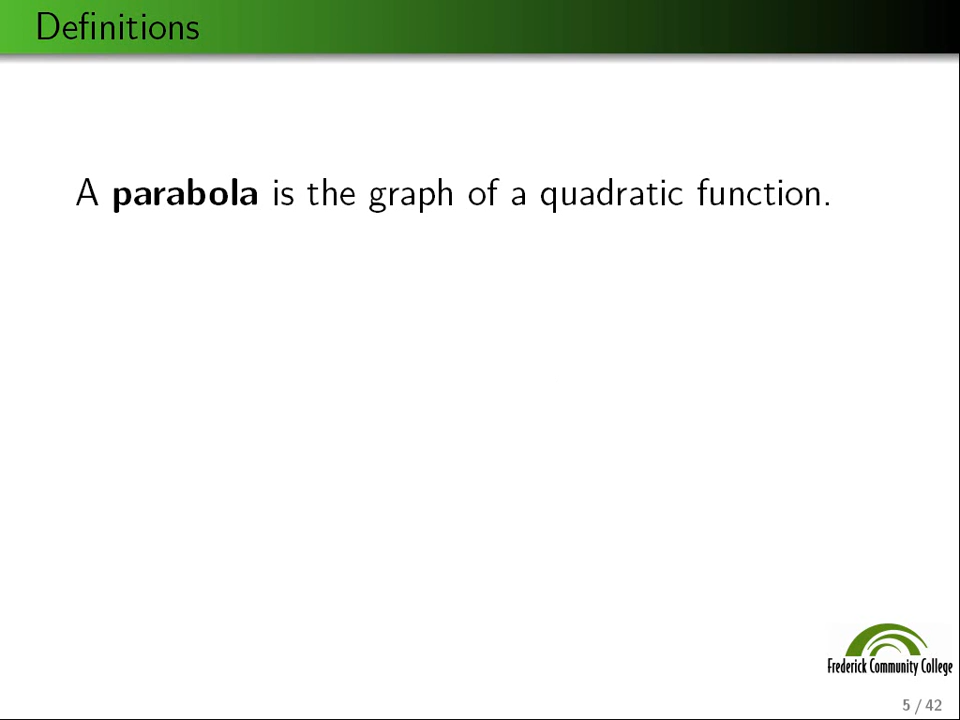 Definitions
A parabola is the graph of a quadratic function.
Frederick Community College
5 / 42